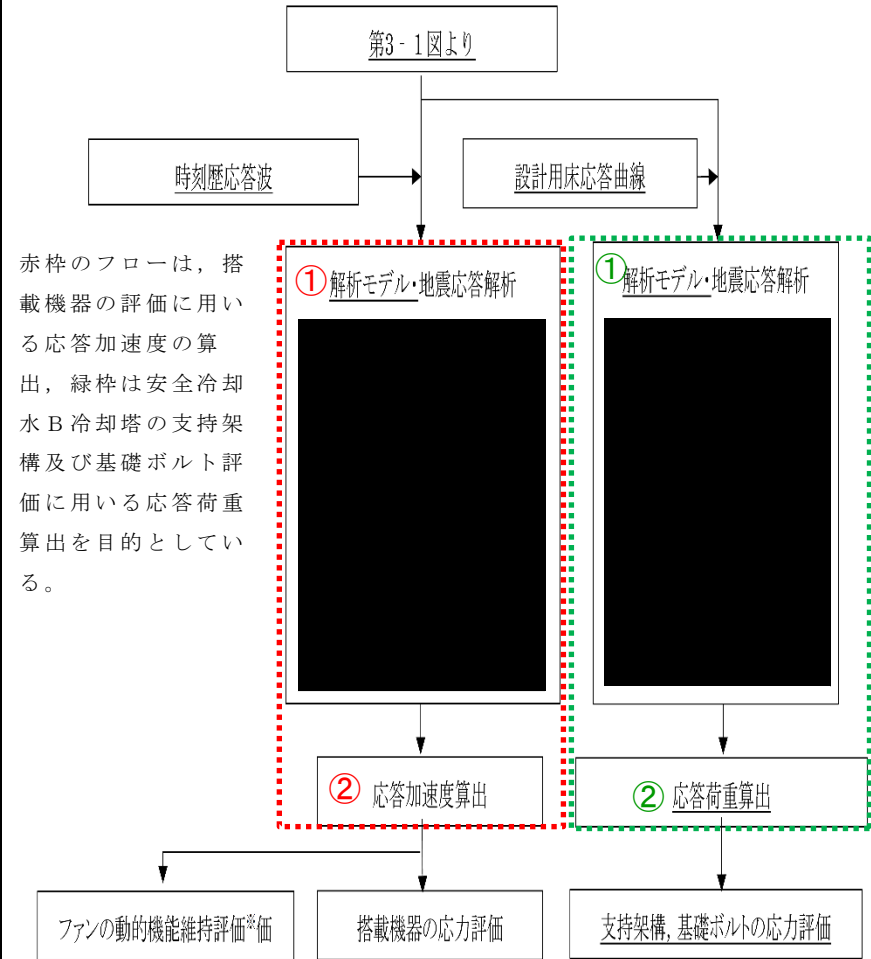 第3‐1図より
時刻歴応答波
設計用床応答曲線
赤枠のフローは，搭
載機器の評価に用い
る応答加速度の算
出，緑枠は安全冷却
水Ｂ冷却塔の支持架
構及び基礎ボルト評
価に用いる応答荷重
算出を目的としてい
る。
①解析モデル・地震応答解析
①解析モデル・地震応答解析
②応答加速度算出
②応答荷重算出
ファンの動的機能維持評価※価
搭載機器の応力評価
支持架構，基礎ボルトの応力評価